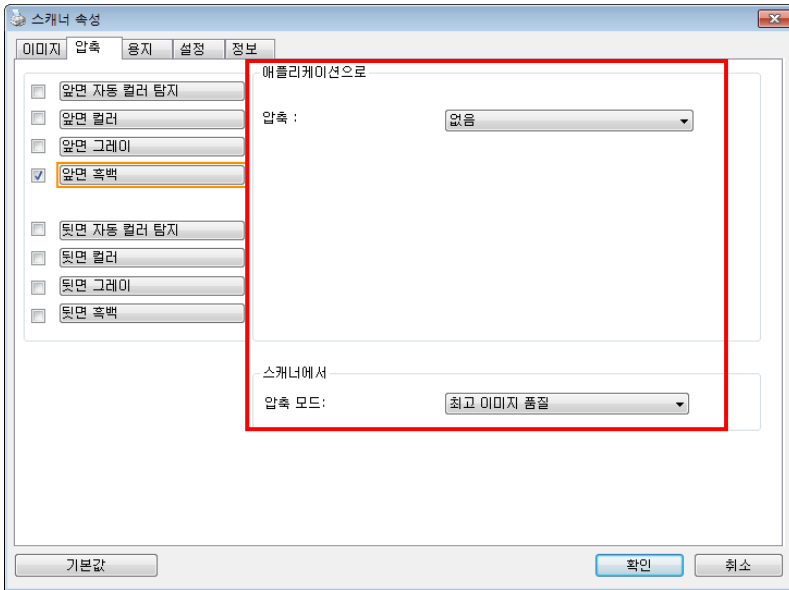 스캐너 속성
이미지 압축 용지 설정 정보
앞면 자동 컬러 탐지
앞면 컬러
앞면 그레이
앞면 흑백
뒷면 자동 컬러 탐지
뒷면 컬러
뒷면 그레이
뒷면 흑백
애플리케이션으로
압축 : 없음
스캐너에서
압축 모드: 최고 이미지 품질
기본값 확인 취소